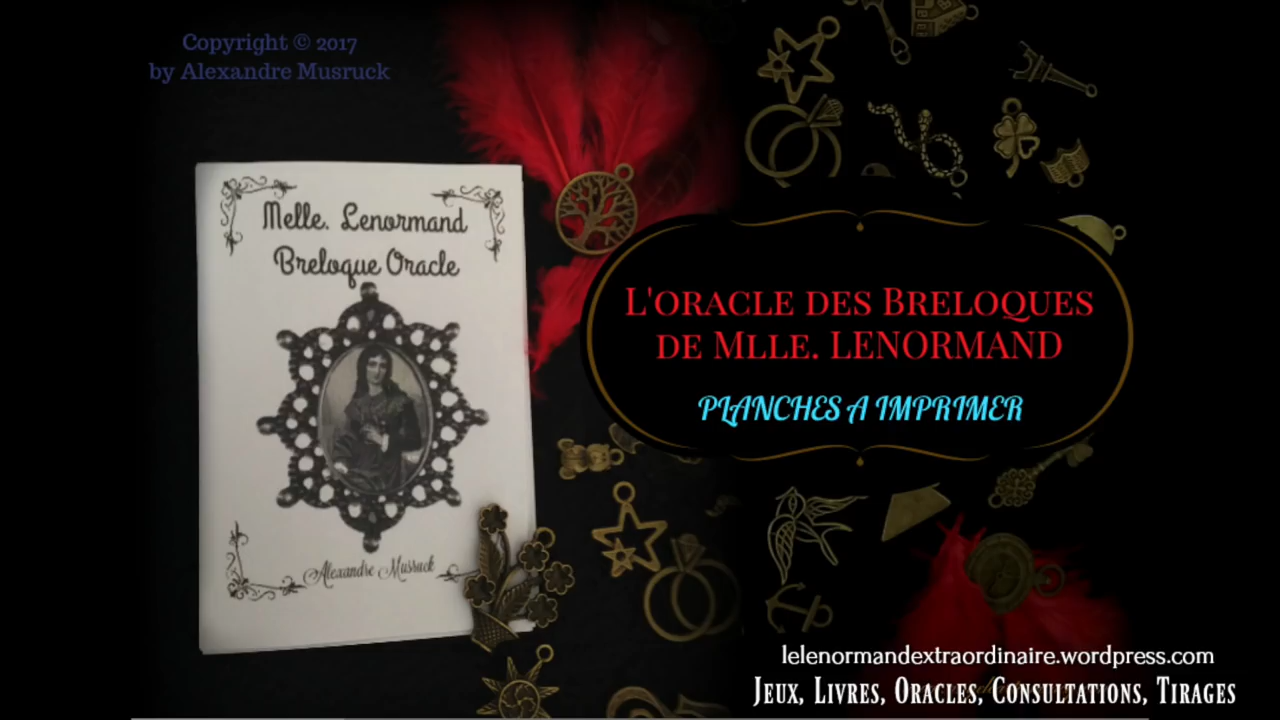 Copyright © 2017
by Alexandre Musruck
Melle. Lenormand
Breloque Oracle
Alexandre Musruck
L'ORACLE DES BRELOQUES
DE MLLE. LENORMAND
PLANCHES A IMPRIMER
lelenormandextraordinaire.wordpress.com
JEUX, LIVRES, ORACLES, CONSULTATIONS, TIRAGES